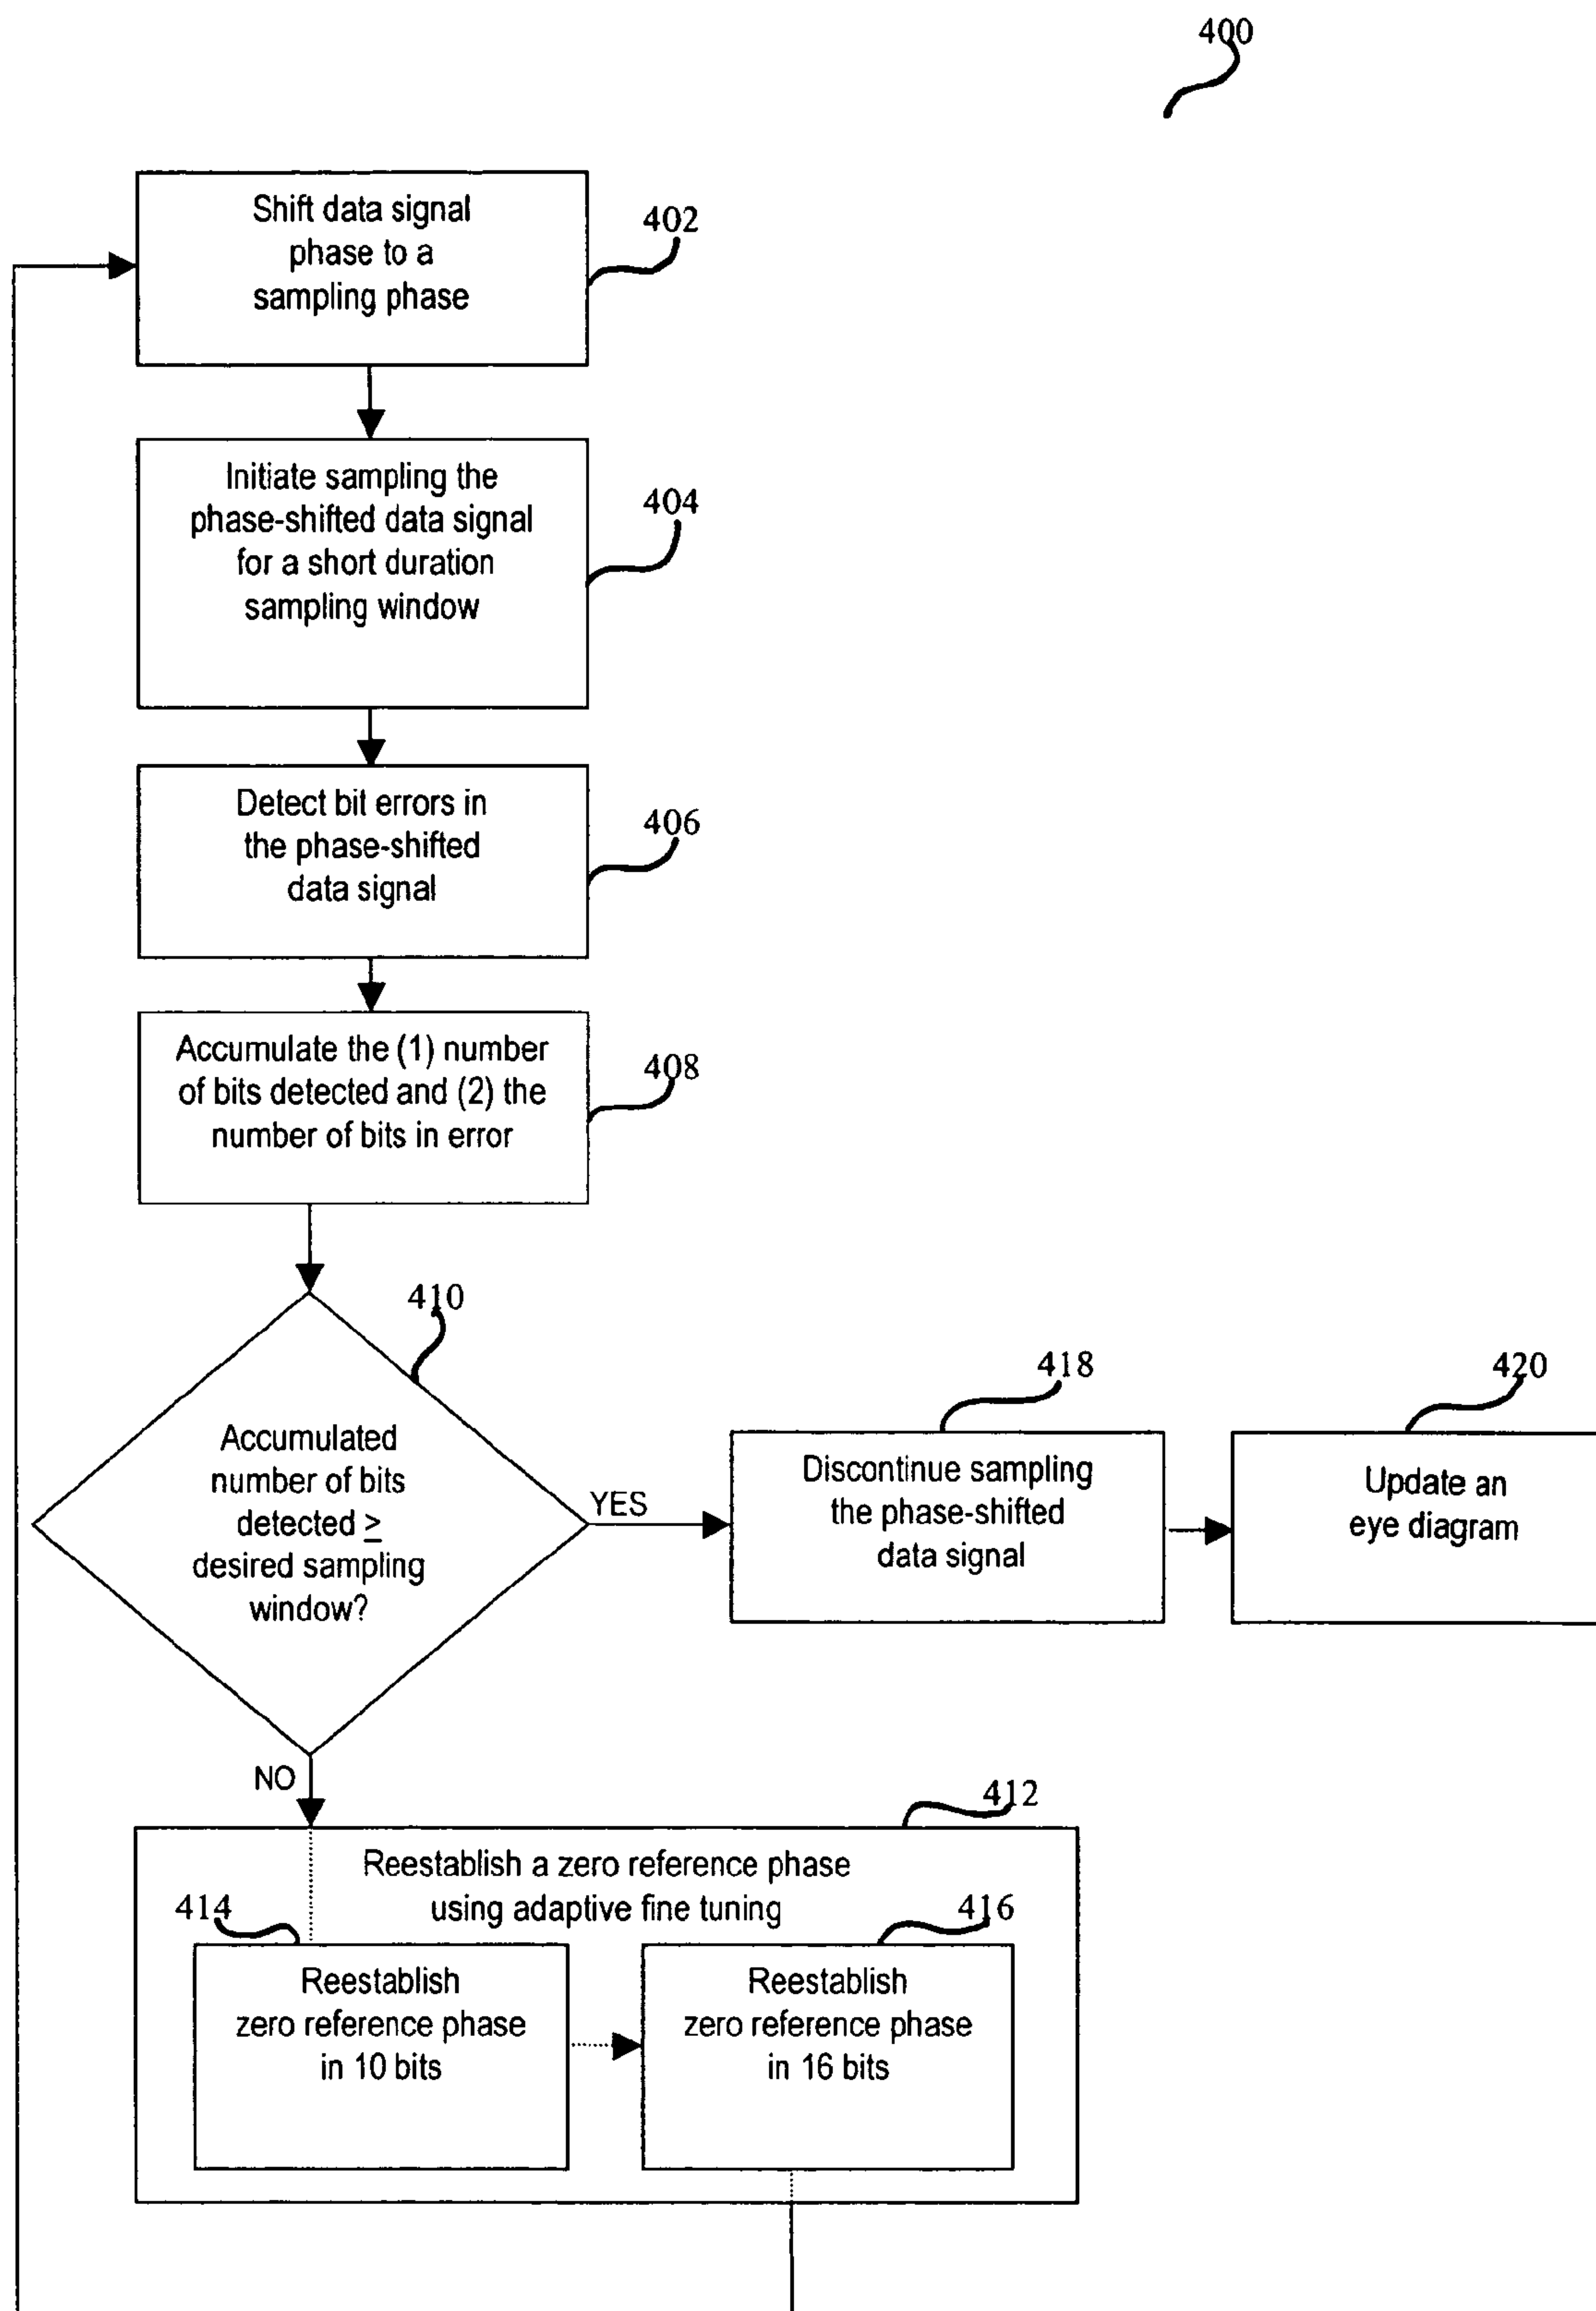 400
Shift data signal
phase to a
sampling phase
402
Initiate sampling the
phase-shifted data signal
for a short duration
sampling window
404
Detect bit errors in
the phase-shifted
data signal
406
Accumulate the (1) number
of bits detected and (2) the
number of bits in error
408
410
Accumulated
number of bits
detected ≥
desired sampling
window?
YES
418
Discontinue sampling
the phase-shifted
data signal
420
Update an
eye diagram
NO
412
Reestablish a zero reference phase
using adaptive fine tuning
414
Reestablish
zero reference phase
in 10 bits
416
Reestablish
zero reference phase
in 16 bits